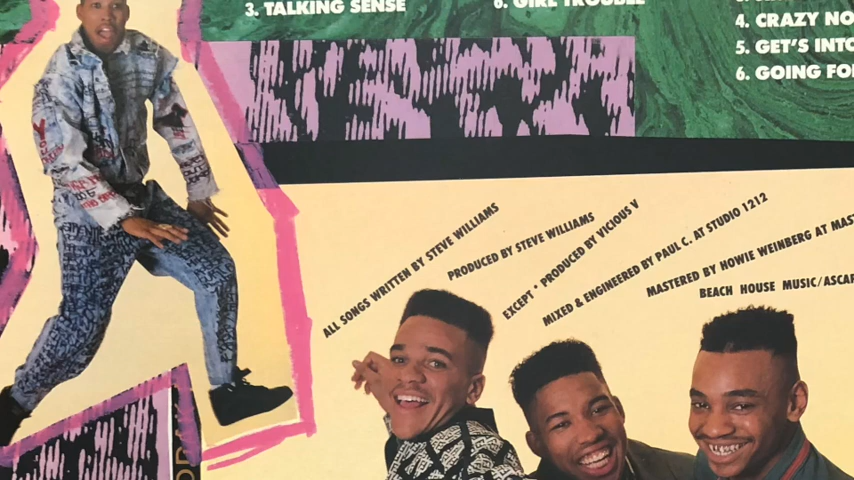 3. TALKING SENSE
6. GIRL TROUBLE
4. CRAZY NO
5. GET'S INTO
6. GOING FO
ALL SONGS WRITTEN BY STEVE WILLIAMS
PRODUCED BY STEVE WILLIAMS
EXCEPT * PRODUCED BY VICIOUS V
MIXED & ENGINEERED BY PAUL C. AT STUDIO 1212
MASTERED BY HOWIE WEINBERG AT MAS
BEACH HOUSE MUSIC/ASCAP